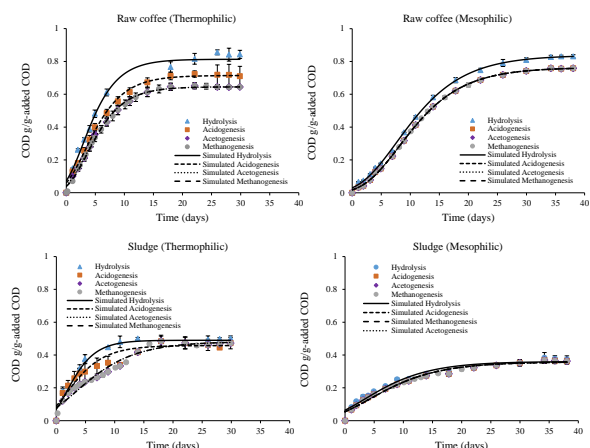 Raw coffee (Thermophilic)
1
0.8
0.6
0.4
0.2
0
COD g/g-added COD
Hydrolysis
Acidogenesis
Acetogenesis
Methanogenesis
Simulated Hydrolysis
Simulated Acidogenesis
Simulated Acetogenesis
Simulated Methanogenesis
0 5 10 15 20 25 30 40
Time (days)
Raw coffee (Mesophilic)
1
0.8
0.6
0.4
0.2
0
COD g/g-added COD
Hydrolysis
Acidogenesis
Acetogenesis
Methanogenesis
Simulated Hydrolysis
Simulated Acidogenesis
Simulated Acetogenesis
Simulated Methanogenesis
0 5 10 15 20 25 30 35 40
Time (days)
Sludge (Thermophilic)
1
0.8
0.6
0.4
0.2
0
COD g/g-added COD
Hydrolysis
Acidogenesis
Acetogenesis
Methanogenesis
Simulated Hydrolysis
Simulated Acidogenesis
Simulated Acetogenesis
Simulated Methanogenesis
0 5 10 15 20 25 30 40
Time (days)
Sludge (Mesophilic)
1
0.8
0.6
0.4
0.2
0
COD g/g-added COD
Hydrolysis
Acidogenesis
Acetogenesis
Methanogenesis
Simulated Hydrolysis
Simulated Acidogenesis
Simulated Methanogenesis
Simulated Acetogenesis
0 5 10 15 20 25 30 35 40
Time (days)